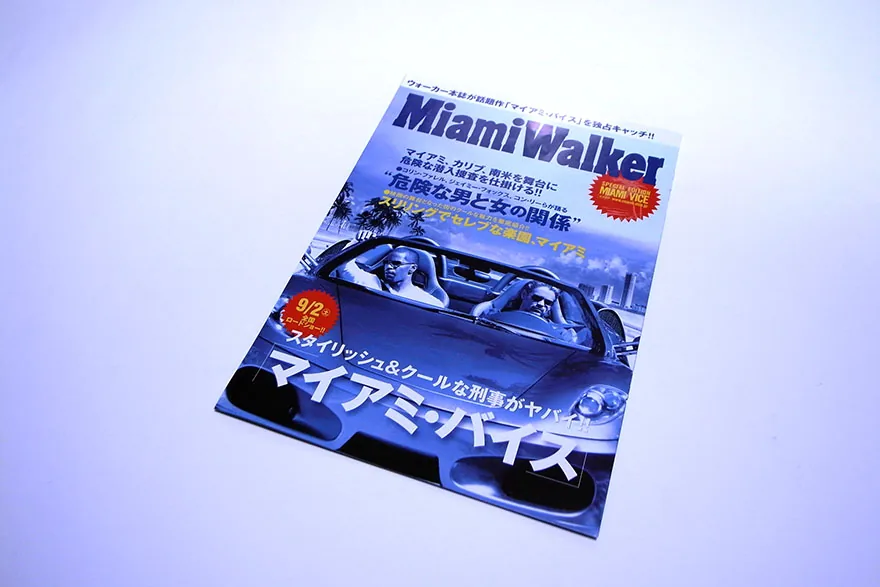 ウォーカー本誌が話題作「マイアミ・バイス」を独占キャッチ!!
MiamiWalker
マイアミ、カリブ、南米を舞台に
危険な潜入捜査を仕掛ける!!
●コリン・ファレル、ジェイミー・フォックス、コン・リーらが語る
“危険な男と女の関係”
スリリングでセレブな楽園、マイアミ
SPECIAL EDITION
MIAMI VICE
9/2土
全国
ロードショー!!
スタイリッシュ&クールな刑事がヤバイ!!
マイアミ・バイス